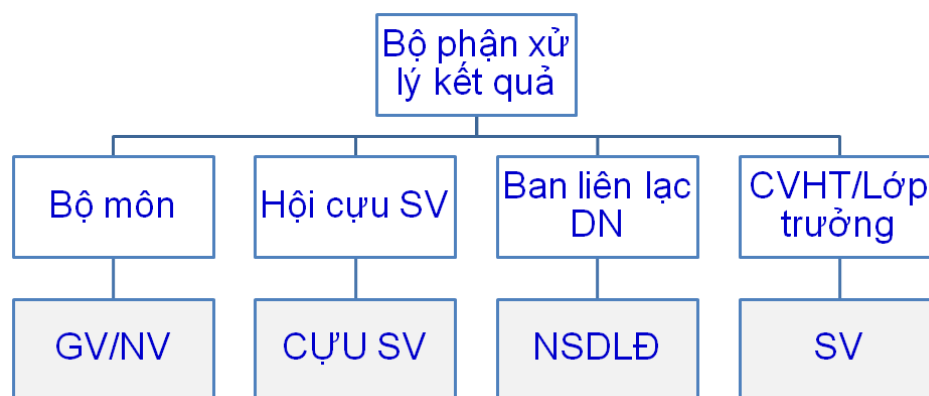 Bộ phận xử
lý kết quả
Bộ môn
Hội cựu SV
Ban liên lạc
DN
CVHT/Lớp
trưởng
GV/NV
CỰU SV
NSDLĐ
SV